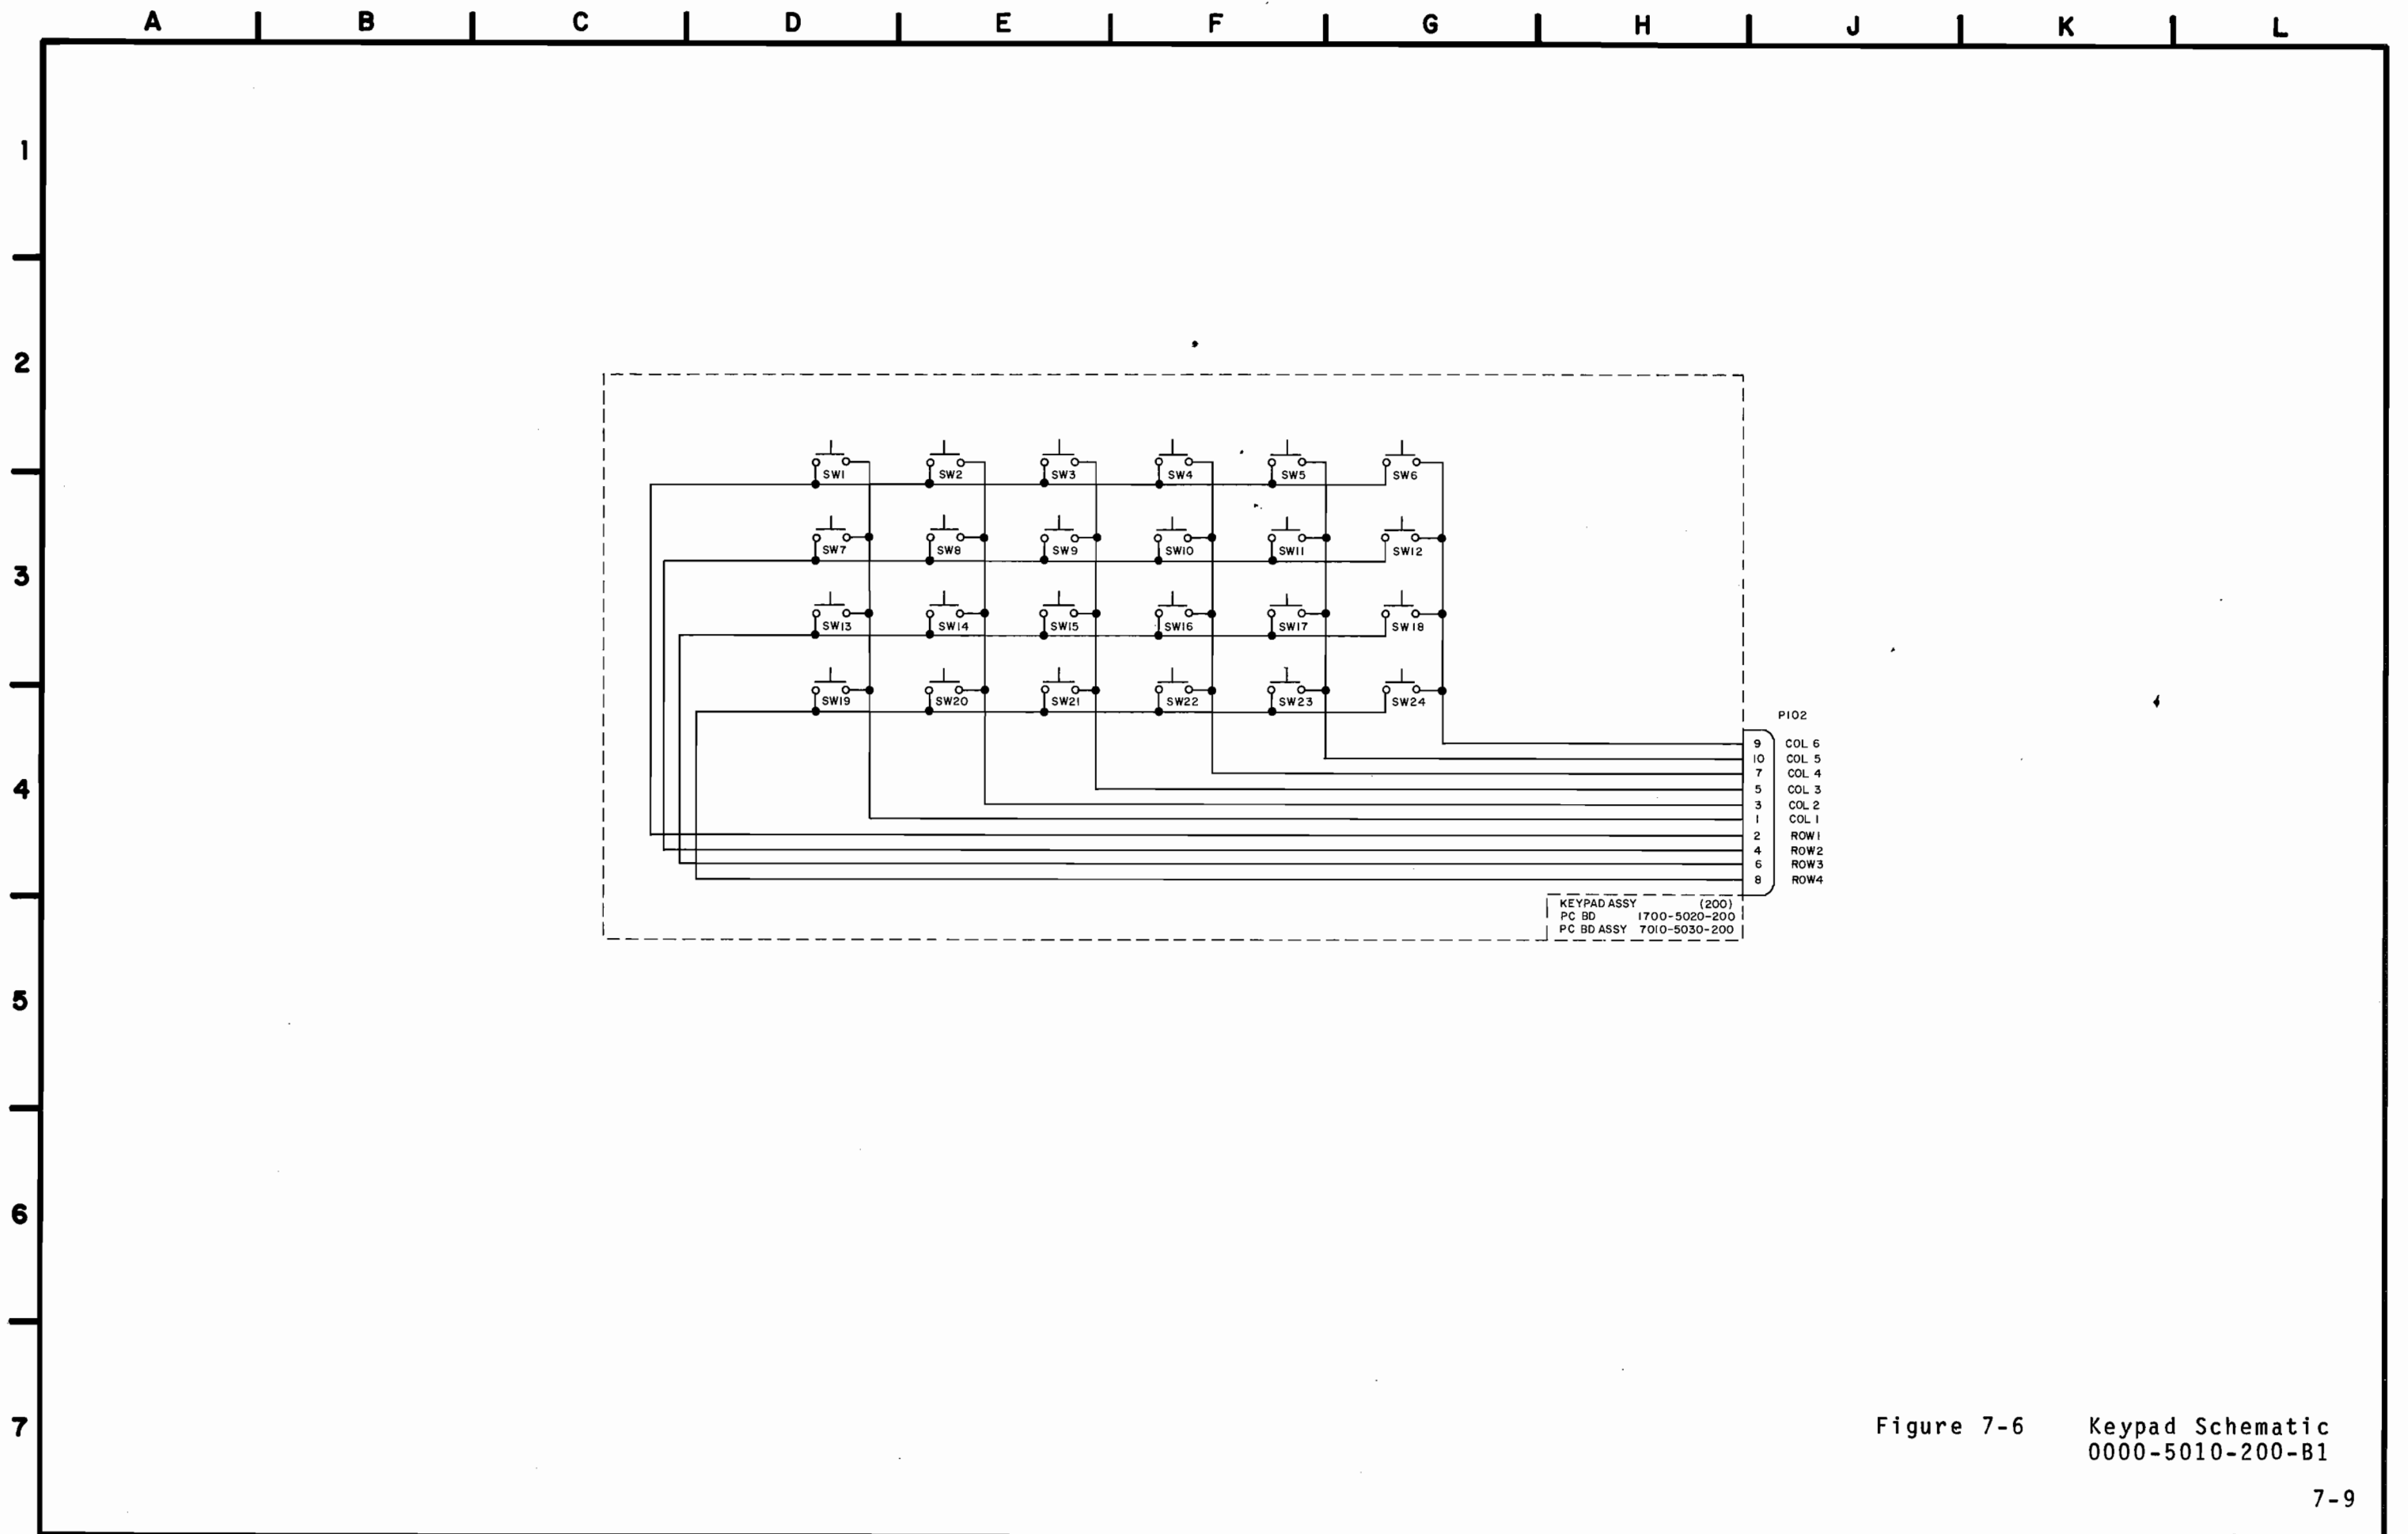 A B C D E F G H J K L
1
2
SW1 SW2 SW3 SW4 SW5 SW6
SW7 SW8 SW9 SW10 SW11 SW12
3
SW13 SW14 SW15 SW16 SW17 SW18
SW19 SW20 SW21 SW22 SW23 SW24
P102
9 COL 6
10 COL 5
7 COL 4
4
5 COL 3
3 COL 2
1 COL 1
2 ROW1
4 ROW2
6 ROW3
8 ROW4
KEYPAD ASSY (200)
PC BD 1700-5020-200
PC BD ASSY 7010-5030-200
5
6
7
Figure 7-6 Keypad Schematic
0000-5010-200-B1
7-9